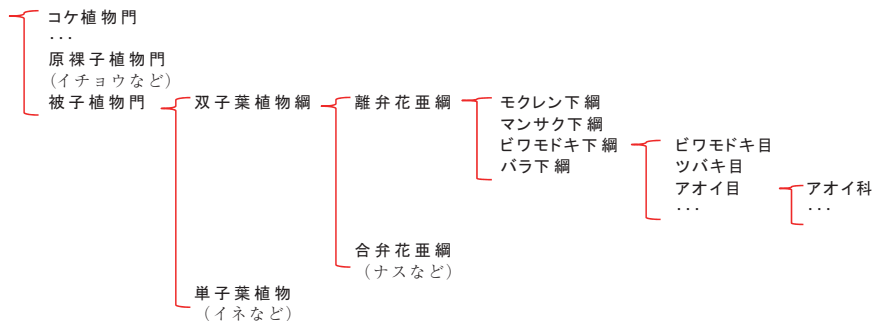 コケ植物門
･･･
原裸子植物門
(イチョウなど)
被子植物門
双子葉植物綱
離弁花亜綱
モクレン下綱
マンサク下綱
ビワモドキ下綱
バラ下綱
ビワモドキ目
ツバキ目
アオイ目
･･･
アオイ科
･･･
合弁花亜綱
(ナスなど)
単子葉植物
(イネなど)